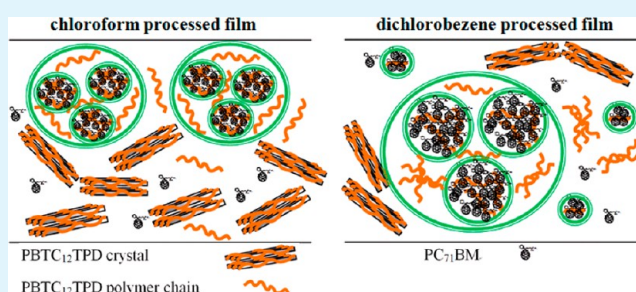 chloroform processed film
dichlorobezene processed film
PBTC₁₂TPD crystal
PC₇₁BM
PBTC₁₂TPD polymer chain